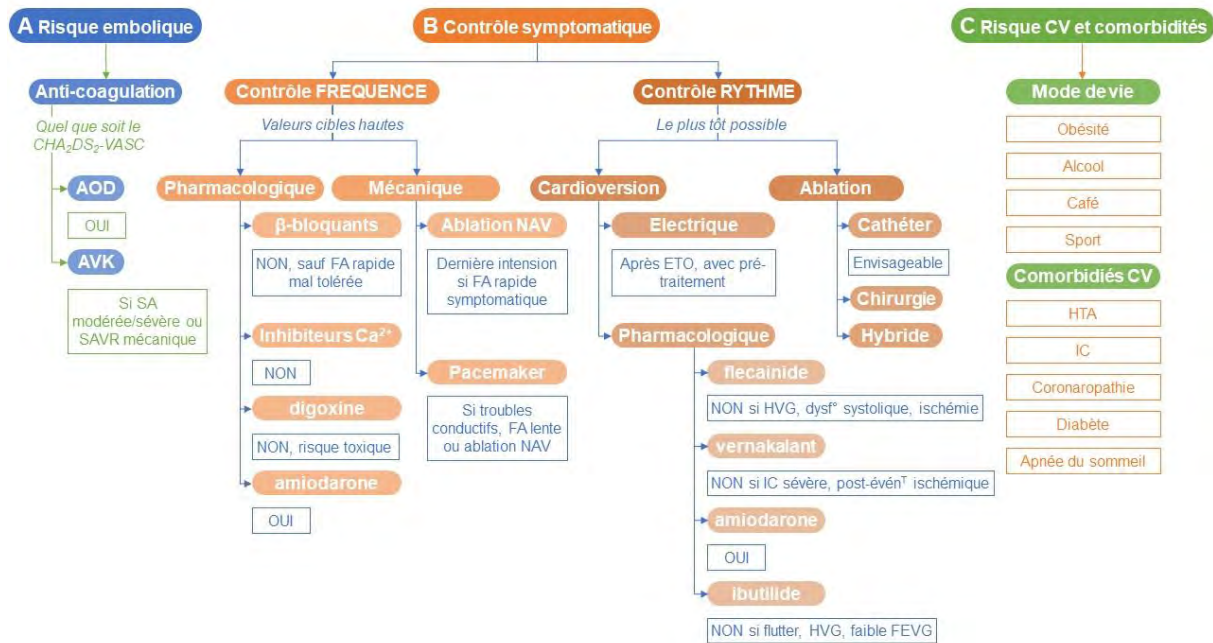 A Risque embolique
Anti-coagulation
Quel que soit le
CHA₂DS₂-VASC
AOD
OUI
AVK
Si SA
modérée/sévère ou
SAVR mécanique
B Contrôle symptomatique
Contrôle FREQUENCE
Valeurs cibles hautes
Pharmacologique
β-bloquants
NON, sauf FA rapide
mal tolérée
Inhibiteurs Ca²⁺
NON
digoxine
NON, risque toxique
amiodarone
OUI
Mécanique
Ablation NAV
Dernière intension
si FA rapide
symptomatique
Pacemaker
Si troubles
conductifs, FA lente
ou ablation NAV
Contrôle RYTHME
Le plus tôt possible
Cardioversion
Electrique
Après ETO, avec pré-
traitement
Pharmacologique
flecainide
NON si HVG, dysf° systolique, ischémie
vernakalant
NON si IC sévère, post-événᵀ ischémique
amiodarone
OUI
ibutilide
NON si flutter, HVG, faible FEVG
Ablation
Cathéter
Envisageable
Chirurgie
Hybride
C Risque CV et comorbidités
Mode de vie
Obésité
Alcool
Café
Sport
Comorbidiés CV
HTA
IC
Coronaropathie
Diabète
Apnée du sommeil